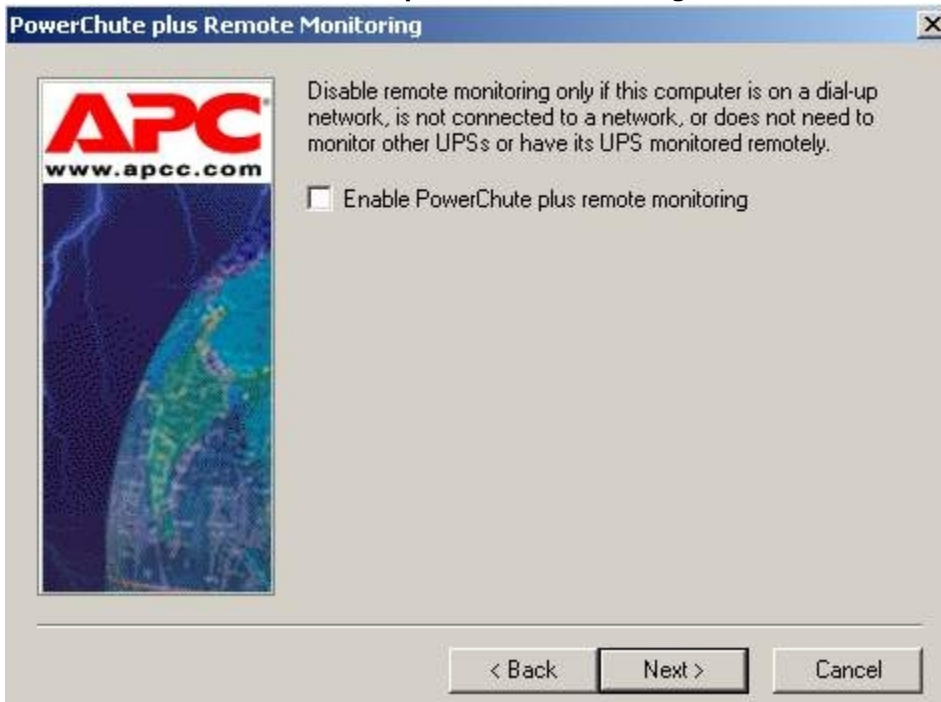 PowerChute plus Remote Monitoring
APC
www.apcc.com
Disable remote monitoring only if this computer is on a dial-up
network, is not connected to a network, or does not need to
monitor other UPSs or have its UPS monitored remotely.
Enable PowerChute plus remote monitoring
< Back
Next >
Cancel